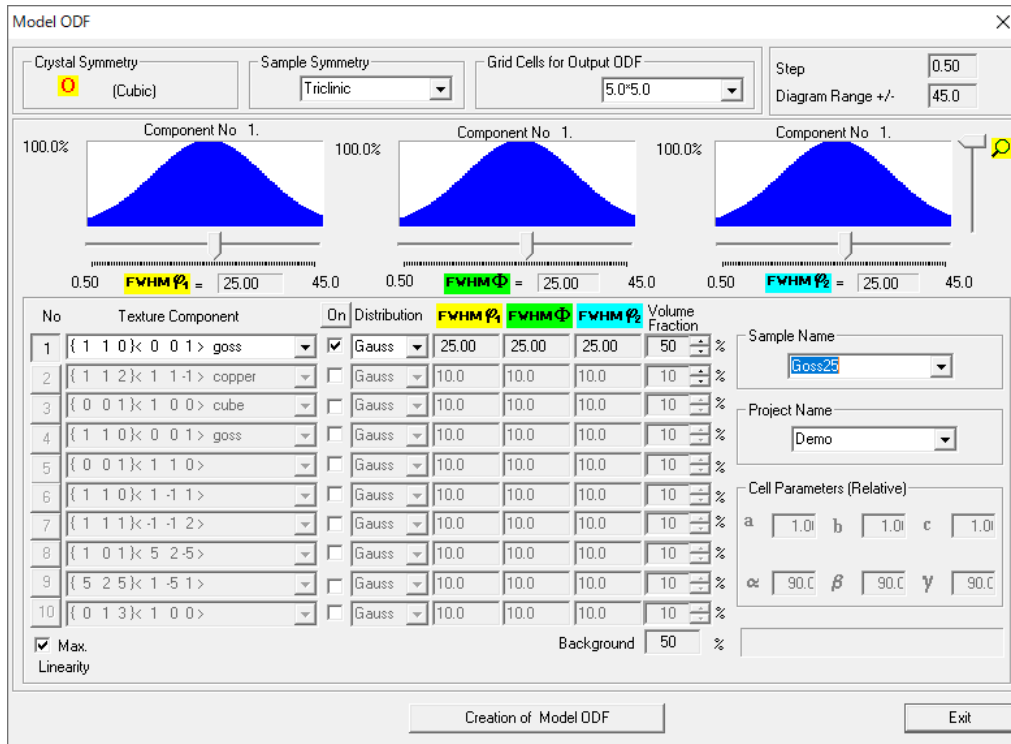 Model ODF
Crystal Symmetry
O (Cubic)
Sample Symmetry
Triclinic
Grid Cells for Output ODF
5.0*5.0
Step 0.50
Diagram Range +/- 45.0
Component No 1. Component No 1. Component No 1.
100.0% 100.0% 100.0%
0.50 FWHM φ1 = 25.00 45.0 0.50 FWHM Φ = 25.00 45.0 0.50 FWHM φ2 = 25.00 45.0
No Texture Component On Distribution FWHM φ1 FWHM Φ FWHM φ2 Volume Fraction
1 { 1 1 0}< 0 0 1> goss Gauss 25.00 25.00 25.00 50 %
2 { 1 1 2}< 1 1-1> copper Gauss 10.0 10.0 10.0 10 %
3 { 0 0 1}< 1 0 0> cube Gauss 10.0 10.0 10.0 10 %
4 { 1 1 0}< 0 0 1> goss Gauss 10.0 10.0 10.0 10 %
5 { 0 0 1}< 1 1 0> Gauss 10.0 10.0 10.0 10 %
6 { 1 1 0}< 1 -1 1> Gauss 10.0 10.0 10.0 10 %
7 { 1 1 1}<-1 -1 2> Gauss 10.0 10.0 10.0 10 %
8 { 1 0 1}< 5 2-5> Gauss 10.0 10.0 10.0 10 %
9 { 5 2 5}< 1 -5 1> Gauss 10.0 10.0 10.0 10 %
10 { 0 1 3}< 1 0 0> Gauss 10.0 10.0 10.0 10 %
Max.
Linearity
Background 50 %
Sample Name
Goss25
Project Name
Demo
Cell Parameters (Relative)
a 1.0 b 1.0 c 1.0
α 90.0 β 90.0 γ 90.0
Creation of Model ODF
Exit